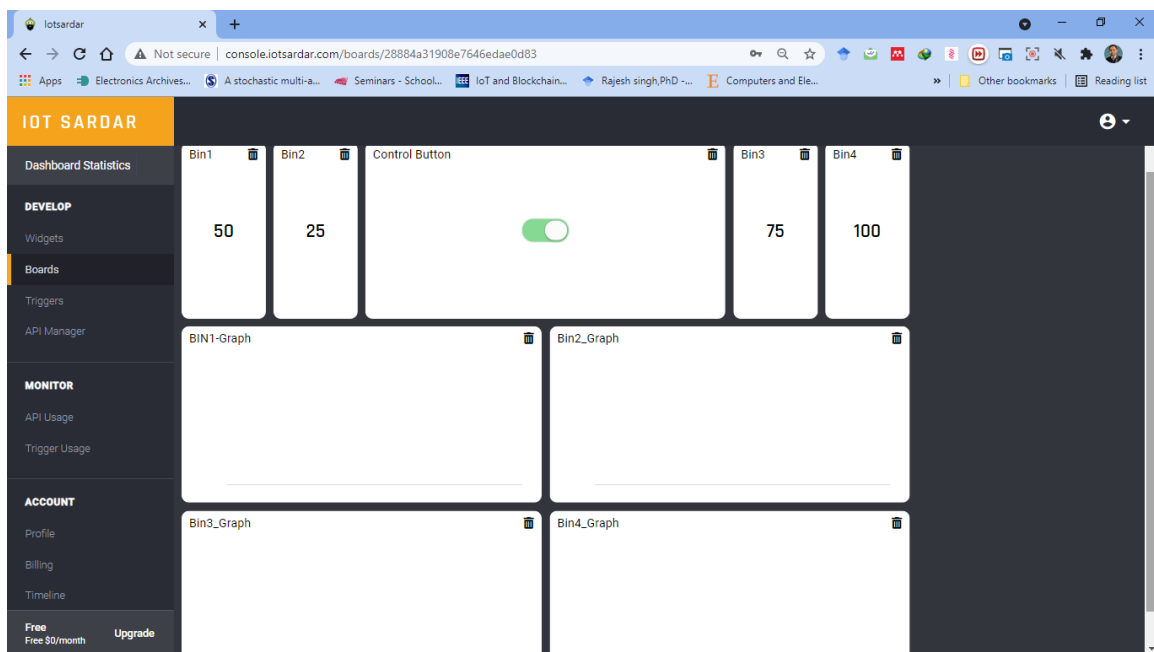 Iotsardar
Not secure | console.iotsardar.com/boards/28884a31908e7646edae0d83
Apps Electronics Archives... A stochastic multi-a... Seminars - School... IEEE IoT and Blockchain... Rajesh singh,PhD -... E Computers and Ele... » Other bookmarks Reading list
IOT SARDAR
Dashboard Statistics
DEVELOP
Widgets
Boards
Triggers
API Manager
MONITOR
API Usage
Trigger Usage
ACCOUNT
Profile
Billing
Timeline
Free
Free $0/month
Upgrade
Bin1
50
Bin2
25
Control Button
Bin3
75
Bin4
100
BIN1-Graph
Bin2_Graph
Bin3_Graph
Bin4_Graph